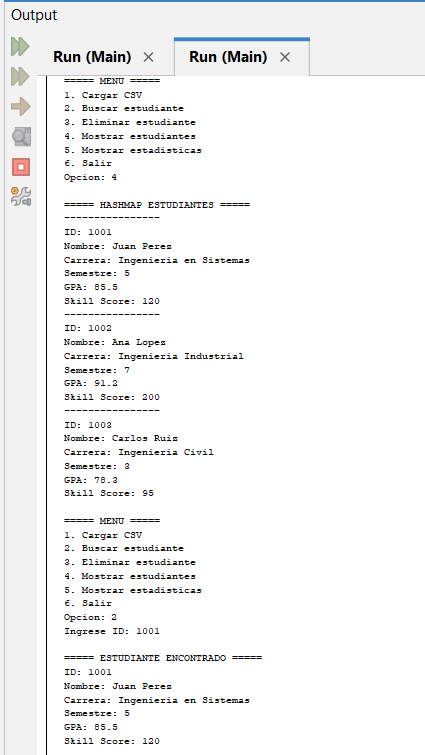 Output
Run (Main) × Run (Main) ×
===== MENU =====
1. Cargar CSV
2. Buscar estudiante
3. Eliminar estudiante
4. Mostrar estudiantes
5. Mostrar estadisticas
6. Salir
Opcion: 4
===== HASHMAP ESTUDIANTES =====
----------------
ID: 1001
Nombre: Juan Perez
Carrera: Ingenieria en Sistemas
Semestre: 5
GPA: 85.5
Skill Score: 120
----------------
ID: 1002
Nombre: Ana Lopez
Carrera: Ingenieria Industrial
Semestre: 7
GPA: 91.2
Skill Score: 200
----------------
ID: 1003
Nombre: Carlos Ruiz
Carrera: Ingenieria Civil
Semestre: 3
GPA: 78.3
Skill Score: 95
===== MENU =====
1. Cargar CSV
2. Buscar estudiante
3. Eliminar estudiante
4. Mostrar estudiantes
5. Mostrar estadisticas
6. Salir
Opcion: 2
Ingrese ID: 1001
===== ESTUDIANTE ENCONTRADO =====
ID: 1001
Nombre: Juan Perez
Carrera: Ingenieria en Sistemas
Semestre: 5
GPA: 85.5
Skill Score: 120